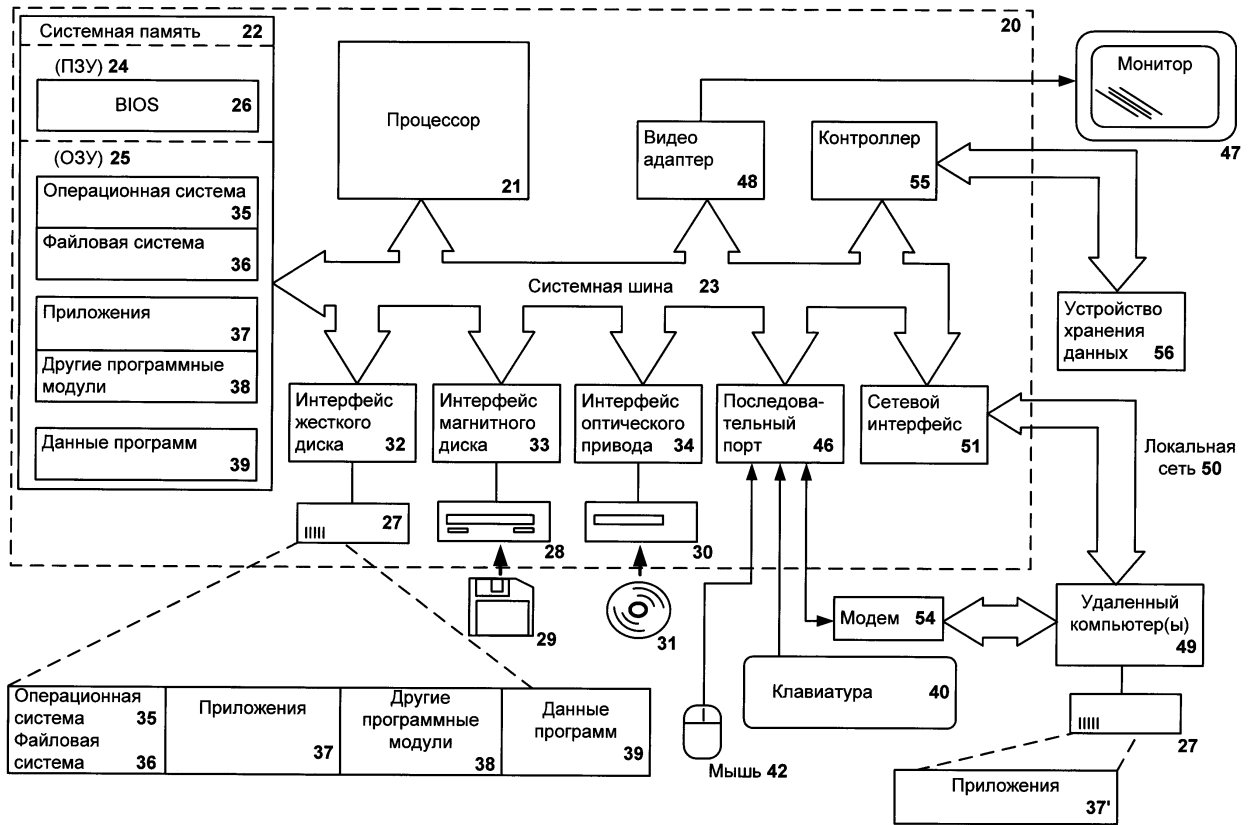 Системная память 22
(ПЗУ) 24
BIOS 26
(ОЗУ) 25
Операционная система
35
Файловая система
36
Приложения
37
Другие программные
модули 38
Данные программ
39
20
Процессор
21
Видео
адаптер
48
Контроллер
55
Монитор
47
Системная шина 23
Устройство
хранения
данных 56
Интерфейс
жесткого
диска 32
Интерфейс
магнитного
диска 33
Интерфейс
оптического
привода 34
Последова-
тельный
порт 46
Сетевой
интерфейс
51
Локальная
сеть 50
27
28
30
29
31
Модем 54
Удаленный
компьютер(ы)
49
Клавиатура 40
Мышь 42
27
Операционная
система 35
Файловая
система 36
Приложения
37
Другие
программные
модули
38
Данные
программ
39
Приложения
37'